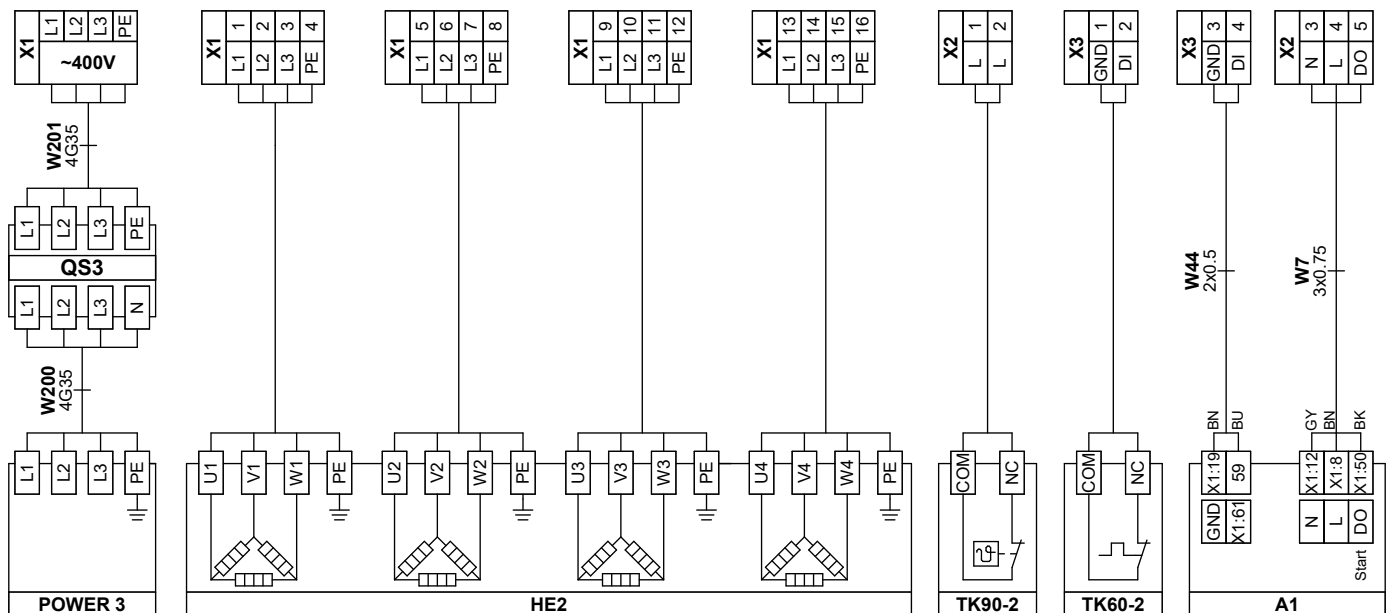 X1 L1 L2 L3 PE
~400V
X1 1 2 3 4
L1 L2 L3 PE
X1 5 6 7 8
L1 L2 L3 PE
X1 9 10 11 12
L1 L2 L3 PE
X1 13 14 15 16
L1 L2 L3 PE
X2 1 2
L L
X3 1 2
GND DI
X3 3 4
GND DI
X2 3 4 5
N L DO
W201
4G35
L1 L2 L3 PE
QS3
L1 L2 L3 N
W200
4G35
W44
2x0.5
W7
3x0.75
BN BU
GY BN BK
L1 L2 L3 PE
U1 V1 W1 PE
U2 V2 W2 PE
U3 V3 W3 PE
U4 V4 W4 PE
COM NC
COM NC
X1:19 59
GND X1:61
X1:12 X1:8 X1:50
N L DO
Start
ϑ
POWER 3
HE2
TK90-2
TK60-2
A1